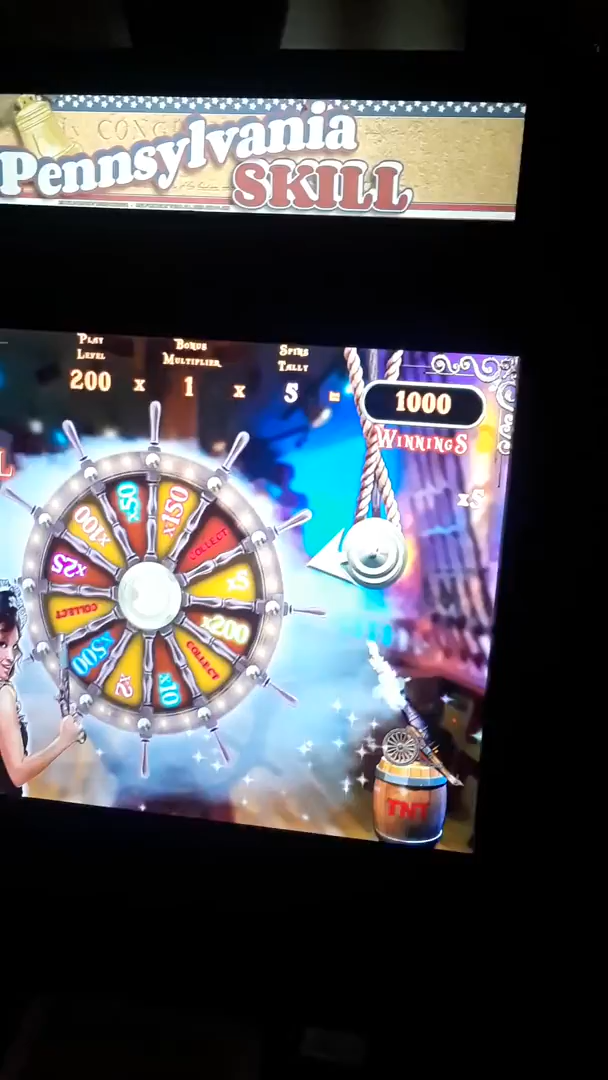 Pennsylvania
SKILL
PLAY LEVEL
BONUS MULTIPLIER
SPINS TALLY
200 x 1 x 5 = 1000
WINNINGS
x5
x50
x150
COLLECT
x5
x200
COLLECT
x10
x2
x500
COLLECT
x25
x100
TNT